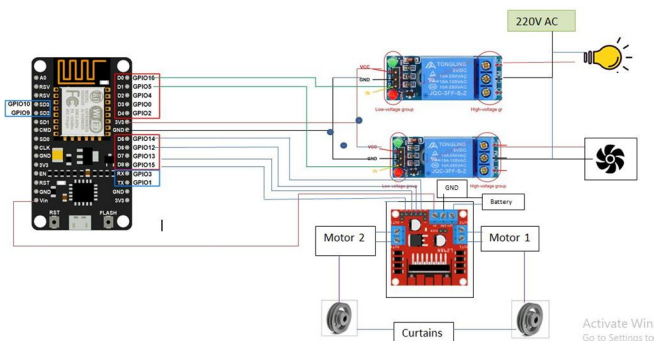 220V AC
A0
RSV
RSV
GPIO10
SD3
GPIO9
SD2
SD1
CMD
SD0
CLK
GND
3V3
EN
RST
GND
Vin
D0 GPIO16
D1 GPIO5
D2 GPIO4
D3 GPIO0
D4 GPIO2
3V3
GND
D5 GPIO14
D6 GPIO12
D7 GPIO13
D8 GPIO15
RX GPIO3
TX GPIO1
GND
3V3
RST
FLASH
VCC
GND
IN
TONGLING
JQC-3FF-S-Z
Low-voltage group
High-voltage gr
VCC
GND
IN
TONGLING
JQC-3FF-S-Z
Low-voltage group
High-voltage group
GND
Battery
Motor 2
Motor 1
Curtains
Activate Win
Go to Settings to